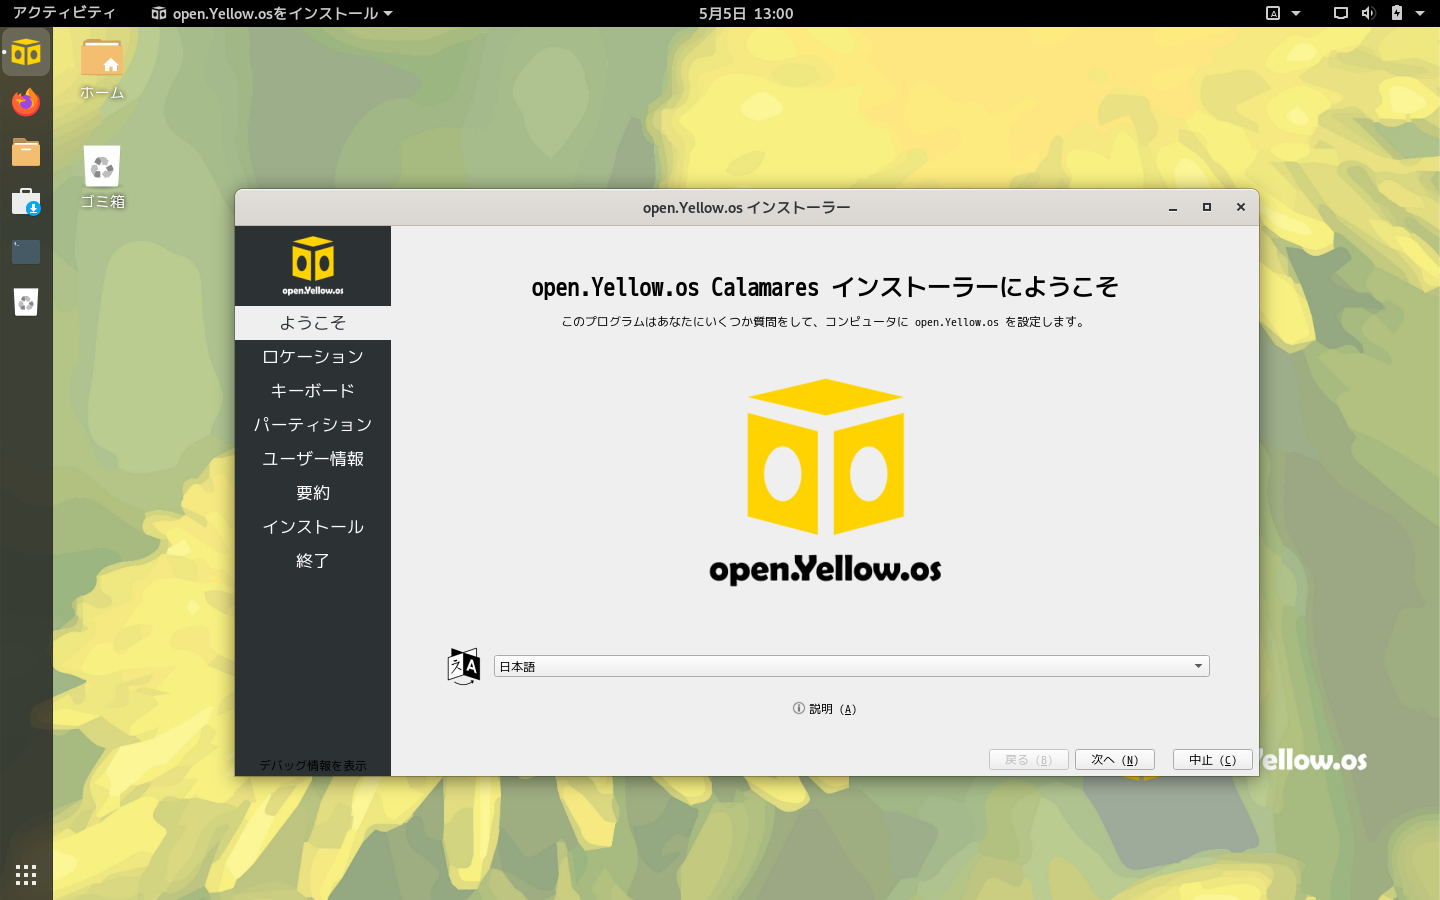 アクティビティ
open.Yellow.osをインストール
5月5日 13:00
A
ホーム
ゴミ箱
open.Yellow.os インストーラー
open.Yellow.os
ようこそ
ロケーション
キーボード
パーティション
ユーザー情報
要約
インストール
終了
デバッグ情報を表示
open.Yellow.os Calamares インストーラーにようこそ
このプログラムはあなたにいくつか質問をして、コンピュータに open.Yellow.os を設定します。
open.Yellow.os
日本語
説明 (A)
戻る (B)
次へ (N)
中止 (C)
Yellow.os